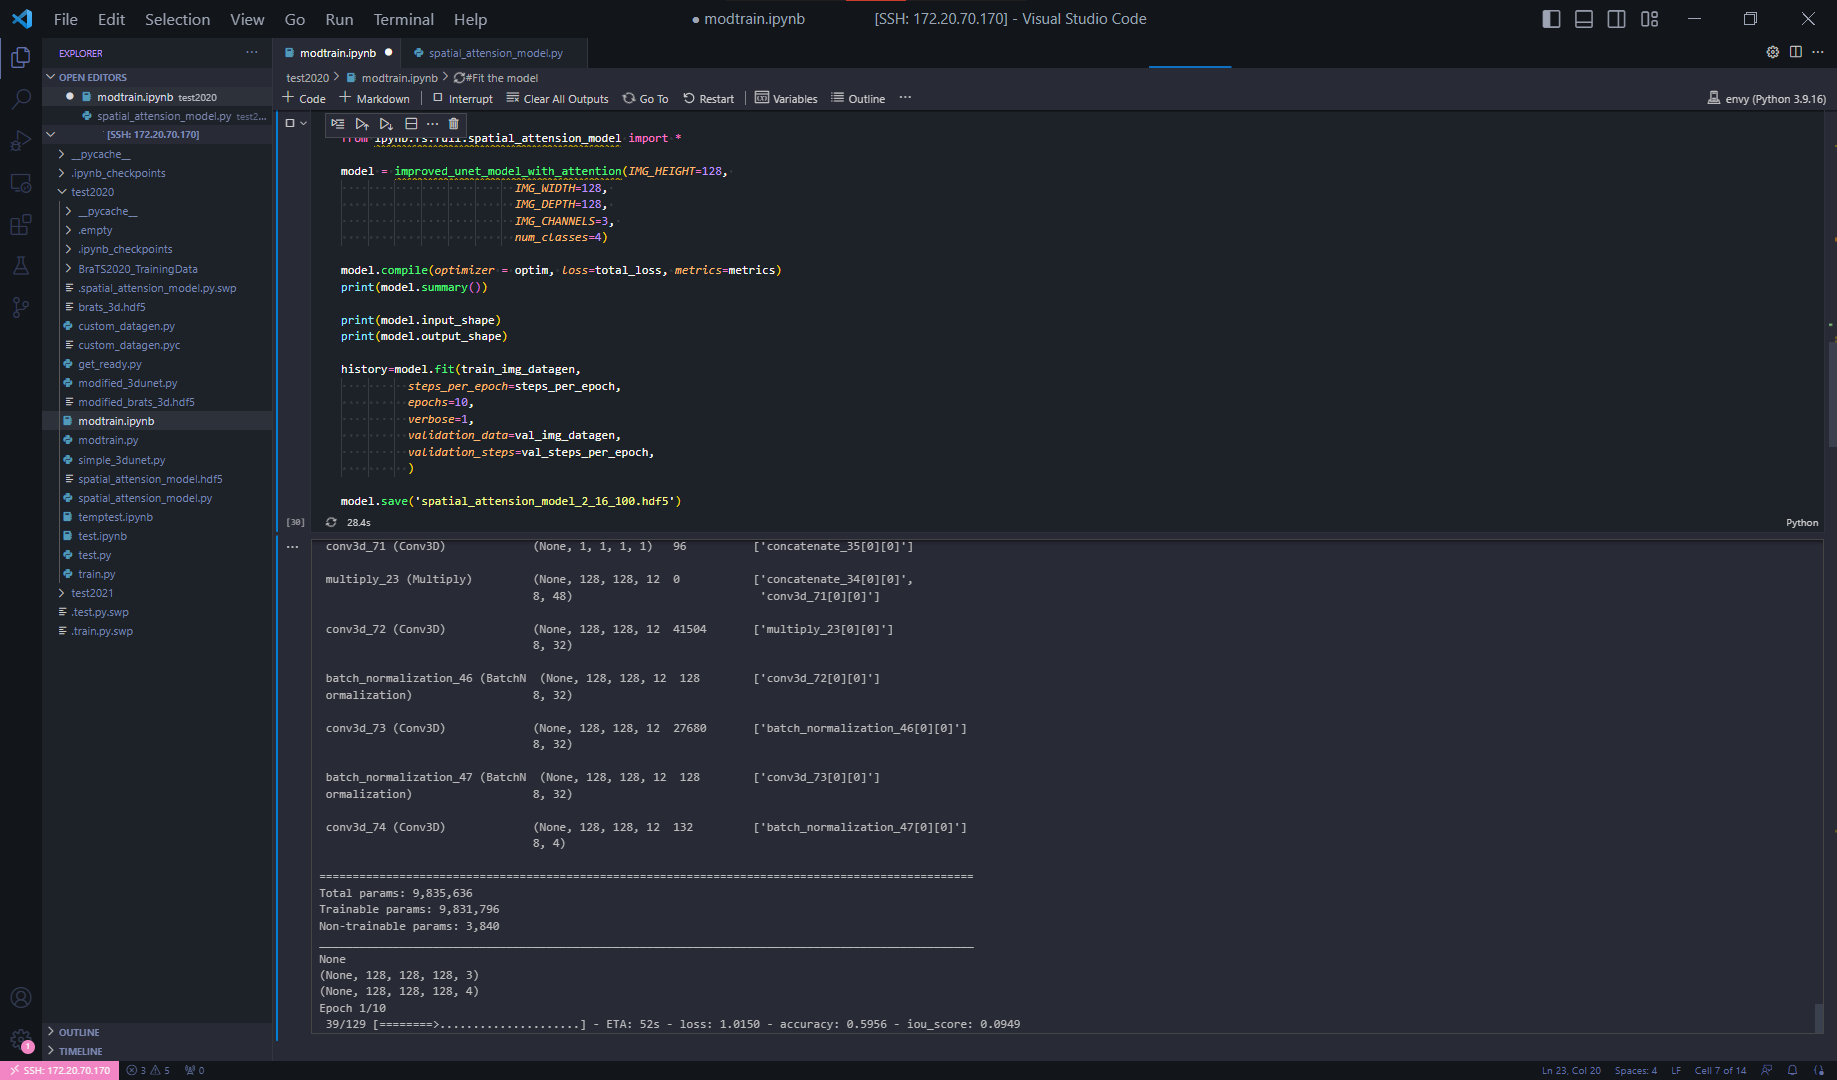 File Edit Selection View Go Run Terminal Help
● modtrain.ipynb [SSH: 172.20.70.170] - Visual Studio Code
EXPLORER ···
OPEN EDITORS
● modtrain.ipynb test2020
spatial_attension_model.py test2...
[SSH: 172.20.70.170]
__pycache__
.ipynb_checkpoints
test2020
__pycache__
.empty
.ipynb_checkpoints
BraTS2020_TrainingData
.spatial_attension_model.py.swp
brats_3d.hdf5
custom_datagen.py
custom_datagen.pyc
get_ready.py
modified_3dunet.py
modified_brats_3d.hdf5
modtrain.ipynb
modtrain.py
simple_3dunet.py
spatial_attension_model.hdf5
spatial_attension_model.py
temptest.ipynb
test.ipynb
test.py
train.py
test2021
.test.py.swp
.train.py.swp
OUTLINE
TIMELINE
modtrain.ipynb ● spatial_attension_model.py
test2020 > modtrain.ipynb > #Fit the model
+ Code + Markdown | Interrupt Clear All Outputs Go To Restart | Variables Outline ···
envy (Python 3.9.16)
from ipynb.fs.full.spatial_attension_model import *
model = improved_unet_model_with_attention(IMG_HEIGHT=128,
IMG_WIDTH=128,
IMG_DEPTH=128,
IMG_CHANNELS=3,
num_classes=4)
model.compile(optimizer = optim, loss=total_loss, metrics=metrics)
print(model.summary())
print(model.input_shape)
print(model.output_shape)
history=model.fit(train_img_datagen,
steps_per_epoch=steps_per_epoch,
epochs=10,
verbose=1,
validation_data=val_img_datagen,
validation_steps=val_steps_per_epoch,
)
model.save('spatial_attension_model_2_16_100.hdf5')
[30] 28.4s Python
conv3d_71 (Conv3D) (None, 1, 1, 1, 1) 96 ['concatenate_35[0][0]']
multiply_23 (Multiply) (None, 128, 128, 12 0 ['concatenate_34[0][0]',
8, 48) 'conv3d_71[0][0]']
conv3d_72 (Conv3D) (None, 128, 128, 12 41504 ['multiply_23[0][0]']
8, 32)
batch_normalization_46 (BatchN (None, 128, 128, 12 128 ['conv3d_72[0][0]']
ormalization) 8, 32)
conv3d_73 (Conv3D) (None, 128, 128, 12 27680 ['batch_normalization_46[0][0]']
8, 32)
batch_normalization_47 (BatchN (None, 128, 128, 12 128 ['conv3d_73[0][0]']
ormalization) 8, 32)
conv3d_74 (Conv3D) (None, 128, 128, 12 132 ['batch_normalization_47[0][0]']
8, 4)
==================================================================================================
Total params: 9,835,636
Trainable params: 9,831,796
Non-trainable params: 3,840
__________________________________________________________________________________________________
None
(None, 128, 128, 128, 3)
(None, 128, 128, 128, 4)
Epoch 1/10
39/129 [========>.....................] - ETA: 52s - loss: 1.0150 - accuracy: 0.5956 - iou_score: 0.0949
1
SSH: 172.20.70.170 3 5 0
Ln 23, Col 20 Spaces: 4 LF Cell 7 of 14